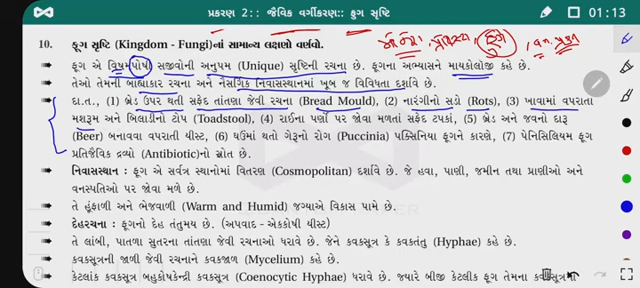 પ્રકરણ 2:: જૈવિક વર્ગીકરણ:: ફૂગ સૃષ્ટિ
01:13
10. ફૂગ સૃષ્ટિ (Kingdom - Fungi)નાં સામાન્ય લક્ષણો વર્ણવો.
ફૂગ એ વિષમપોષી સજીવોની અનુપમ (Unique) સૃષ્ટિની રચના છે. ફૂગના અભ્યાસને માયકોલોજી કહે છે.
તેઓ તેમની બાહ્યાકાર રચના અને નૈસર્ગિક નિવાસસ્થાનમાં ખૂબ જ વિવિધતા દર્શાવે છે.
દા.ત., (1) બ્રેડ ઉપર થતી સફેદ તાંતણા જેવી રચના (Bread Mould), (2) નારંગીનો સડો (Rots), (3) ખાવામાં વપરાતા
મશરૂમ અને બિલાડીનો ટોપ (Toadstool), (4) રાઈના પર્ણો પર જોવા મળતાં સફેદ ટપકાં, (5) બ્રેડ અને જવનો દારૂ
(Beer) બનાવવા વપરાતી યીસ્ટ, (6) ઘઉંમાં થતો ગેરૂનો રોગ (Puccinia) પક્સિનિયા ફૂગને કારણે, (7) પેનિસિલિયમ ફૂગ
પ્રતિજૈવિક દ્રવ્યો (Antibiotic)નો સ્રોત છે.
નિવાસસ્થાન : ફૂગ એ સર્વત્ર સ્થાનોમાં વિતરણ (Cosmopolitan) દર્શાવે છે. જે હવા, પાણી, જમીન તથા પ્રાણીઓ અને
વનસ્પતિઓ પર જોવા મળે છે.
તે હૂંફાળી અને ભેજવાળી (Warm and Humid) જગ્યાએ વિકાસ પામે છે.
દેહરચના : ફૂગનો દેહ તંતુમય છે. (અપવાદ - એકકોષી યીસ્ટ)
તે લાંબી, પાતળા સુતરના તાંતણા જેવી રચનાઓ ધરાવે છે. જેને કવકસૂત્ર કે કવકતંતુ (Hyphae) કહે છે.
કવકસૂત્રની જાળી જેવી રચનાને કવકજાળ (Mycelium) કહે છે.
કેટલાંક કવકસૂત્ર બહુકોષકેન્દ્રી કવકસૂત્ર (Coenocytic Hyphae) ધરાવે છે. જ્યારે બીજી કેટલીક ફૂગ તેમના કવકસૂત્રમાં